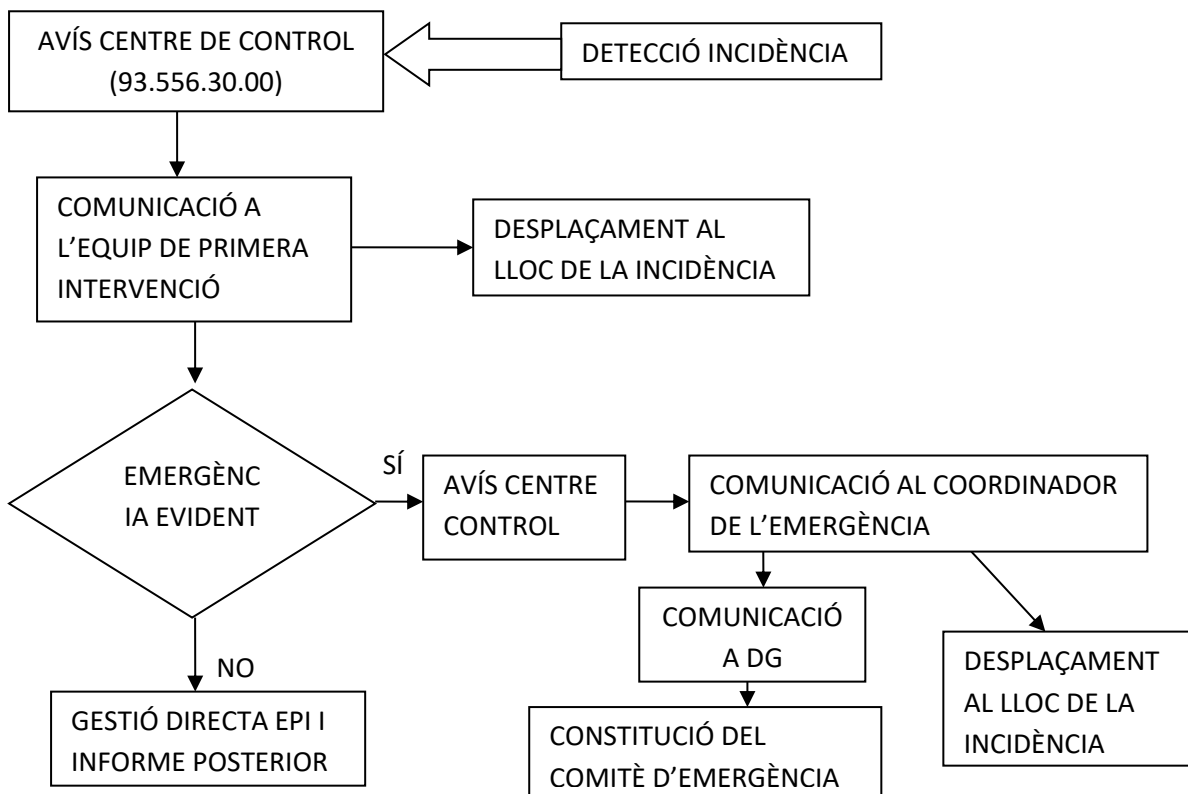 AVÍS CENTRE DE CONTROL
(93.556.30.00)
DETECCIÓ INCIDÈNCIA
COMUNICACIÓ A
L’EQUIP DE PRIMERA
INTERVENCIÓ
DESPLAÇAMENT AL
LLOC DE LA INCIDÈNCIA
EMERGÈNC
IA EVIDENT
SÍ
AVÍS CENTRE
CONTROL
COMUNICACIÓ AL COORDINADOR
DE L’EMERGÈNCIA
COMUNICACIÓ
A DG
DESPLAÇAMENT
AL LLOC DE LA
INCIDÈNCIA
NO
GESTIÓ DIRECTA EPI I
INFORME POSTERIOR
CONSTITUCIÓ DEL
COMITÈ D’EMERGÈNCIA